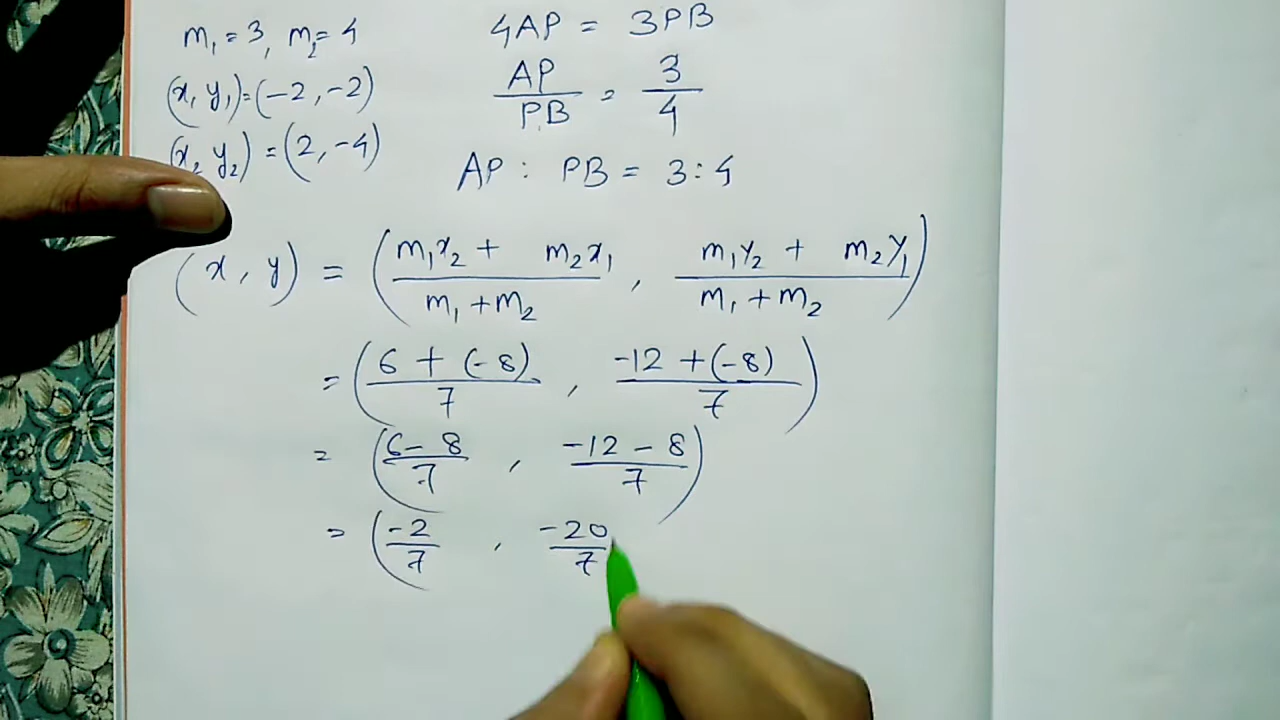 m₁ = 3, m₂ = 4
(x₁ y₁) = (-2, -2)
(x₂ y₂) = (2, -4)
4AP = 3PB
AP/PB = 3/4
AP : PB = 3:4
(x, y) = ((m₁x₂ + m₂x₁)/(m₁ + m₂), (m₁y₂ + m₂y₁)/(m₁ + m₂))
= ((6 + (-8))/7, (-12 + (-8))/7)
= ((6 - 8)/7, (-12 - 8)/7)
= (-2/7, -20/7